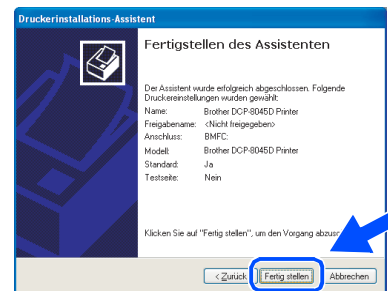 Druckerinstallations-Assistent
Fertigstellen des Assistenten
Der Assistent wurde erfolgreich abgeschlossen. Folgende
Druckereinstellungen wurden gewählt:
Name: Brother DCP-8045D Printer
Freigabename: <Nicht freigegeben>
Anschluss: BMFC:
Modell: Brother DCP-8045D Printer
Standard: Ja
Testseite: Nein
Klicken Sie auf "Fertig stellen", um den Vorgang abzusc
< Zurück Fertig stellen Abbrechen